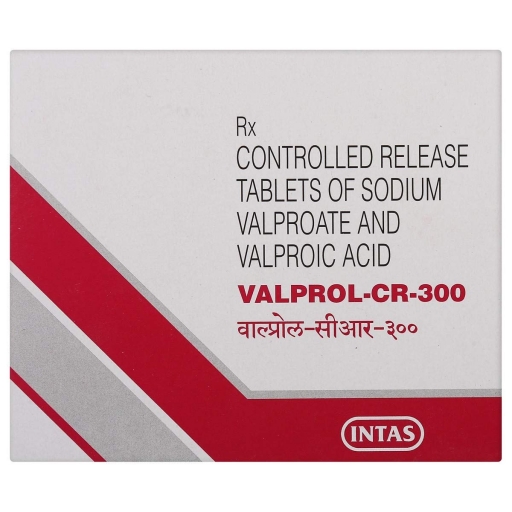 Rx
CONTROLLED RELEASE
TABLETS OF SODIUM
VALPROATE AND
VALPROIC ACID
VALPROL-CR-300
वाल्प्रोल-सीआर-३००
INTAS